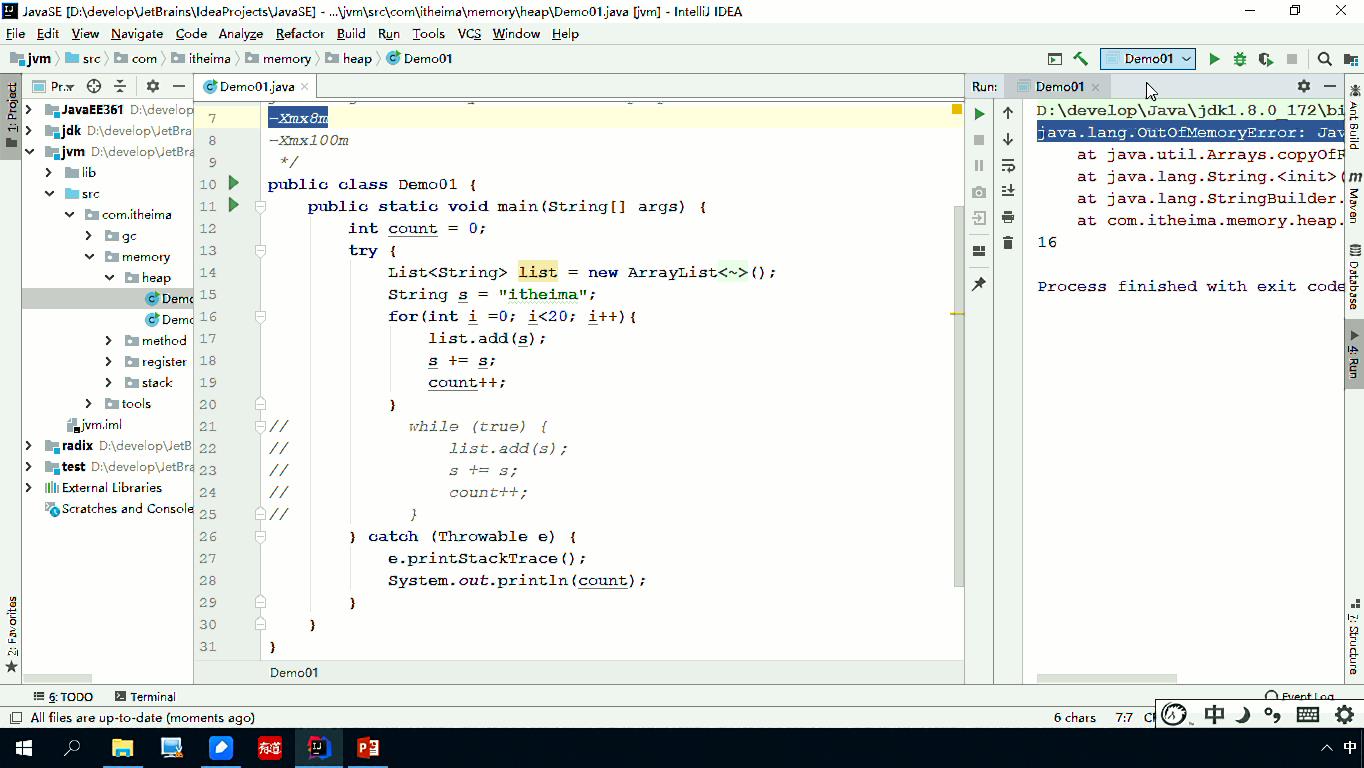 JavaSE [D:\develop\JetBrains\IdeaProjects\JavaSE] - ...\jvm\src\com\itheima\memory\heap\Demo01.java [jvm] - IntelliJ IDEA
File Edit View Navigate Code Analyze Refactor Build Run Tools VCS Window Help
jvm src com itheima memory heap Demo01
Demo01
1: Project
Pr...
JavaEE361 D:\develop
jdk D:\develop\JetBra
jvm D:\develop\JetBra
lib
src
com.itheima
gc
memory
heap
Demo
Demo
method
register
stack
tools
jvm.iml
radix D:\develop\JetB
test D:\develop\JetBra
External Libraries
Scratches and Console
2: Favorites
Demo01.java
7 -Xmx8m
8 -Xmx100m
9 */
10 public class Demo01 {
11 public static void main(String[] args) {
12 int count = 0;
13 try {
14 List<String> list = new ArrayList<~>();
15 String s = "itheima";
16 for(int i =0; i<20; i++){
17 list.add(s);
18 s += s;
19 count++;
20 }
21 // while (true) {
22 // list.add(s);
23 // s += s;
24 // count++;
25 // }
26 } catch (Throwable e) {
27 e.printStackTrace();
28 System.out.println(count);
29 }
30 }
31 }
Demo01
Run: Demo01
D:\develop\Java\jdk1.8.0_172\bi
java.lang.OutOfMemoryError: Jav
at java.util.Arrays.copyOf
at java.lang.String.<init>(
at java.lang.StringBuilder.
at com.itheima.memory.heap.
16
Process finished with exit code
Ant Build
Maven
Database
4: Run
7: Structure
6: TODO Terminal
Event Log
All files are up-to-date (moments ago)
6 chars 7:7
中
有道
中